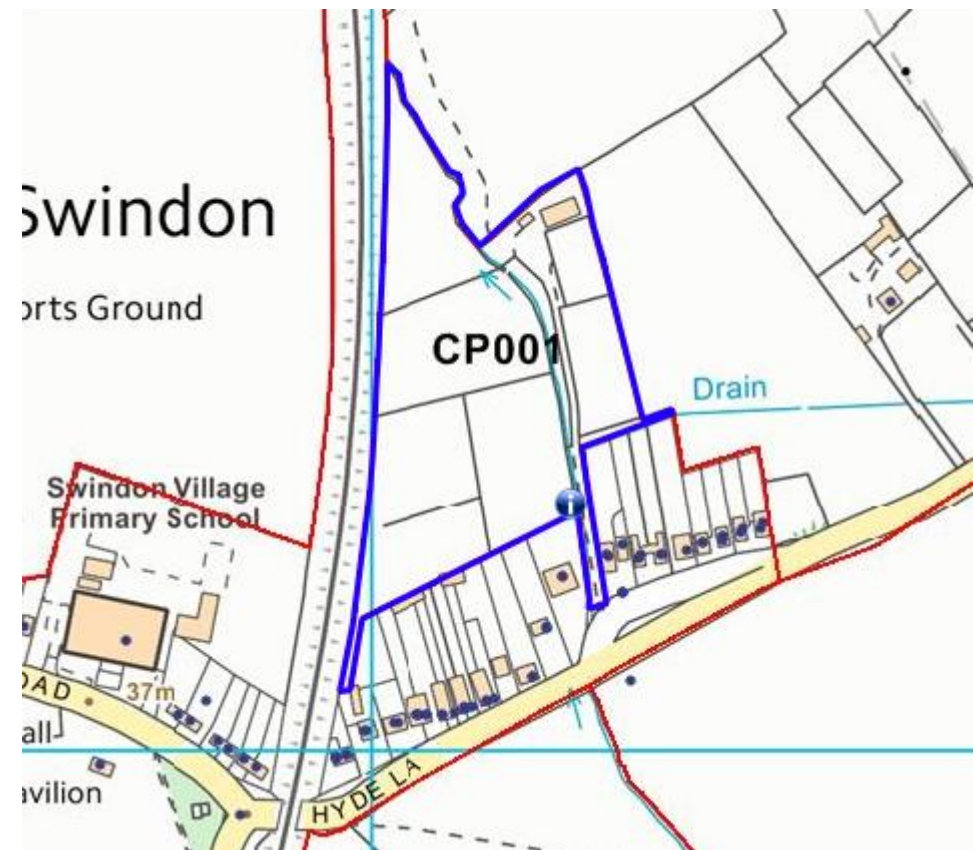 Swindon
orts Ground
CP001
Drain
Swindon Village
Primary School
OAD
37m
all
avilion
HYDE LA
i